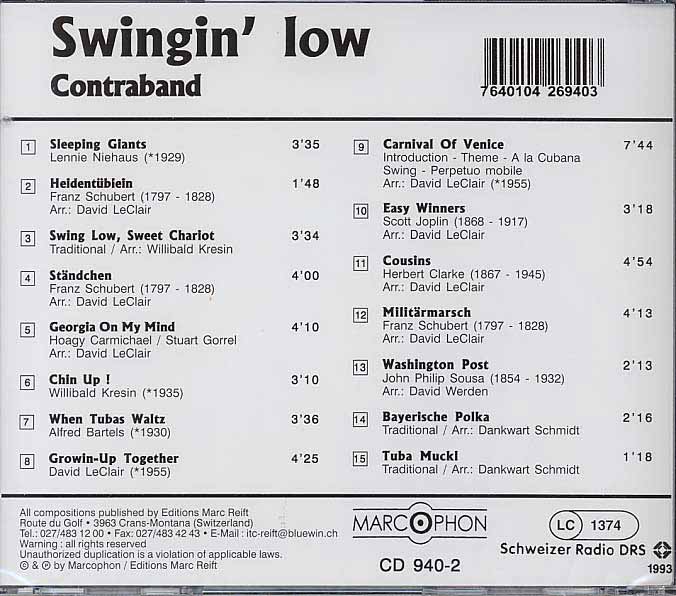 Swingin' low
Contraband
7640104 269403
1 Sleeping Giants 3'35
Lennie Niehaus (*1929)
2 Heidentüblein 1'48
Franz Schubert (1797 - 1828)
Arr.: David LeClair
3 Swing Low, Sweet Chariot 3'34
Traditional / Arr.: Willibald Kresin
4 Ständchen 4'00
Franz Schubert (1797 - 1828)
Arr.: David LeClair
5 Georgia On My Mind 4'10
Hoagy Carmichael / Stuart Gorrel
Arr.: David LeClair
6 Chin Up ! 3'10
Willibald Kresin (*1935)
7 When Tubas Waltz 3'36
Alfred Bartels (*1930)
8 Growin-Up Together 4'25
David LeClair (*1955)
9 Carnival Of Venice 7'44
Introduction - Theme - A la Cubana
Swing - Perpetuo mobile
Arr.: David LeClair (*1955)
10 Easy Winners 3'18
Scott Joplin (1868 - 1917)
Arr.: David LeClair
11 Cousins 4'54
Herbert Clarke (1867 - 1945)
Arr.: David LeClair
12 Militärmarsch 4'13
Franz Schubert (1797 - 1828)
Arr.: David LeClair
13 Washington Post 2'13
John Philip Sousa (1854 - 1932)
Arr.: David Werden
14 Bayerische Polka 2'16
Traditional / Arr.: Dankwart Schmidt
15 Tuba Muckl 1'18
Traditional / Arr.: Dankwart Schmidt
All compositions published by Editions Marc Reift
Route du Golf • 3963 Crans-Montana (Switzerland)
Tel.: 027/483 12 00 • Fax: 027/483 42 43 • E-Mail : itc-reift@bluewin.ch
Warning : all rights reserved
Unauthorized duplication is a violation of applicable laws.
© & ℗ by Marcophon / Editions Marc Reift
MARCOPHON
CD 940-2
LC 1374
Schweizer Radio DRS
1993